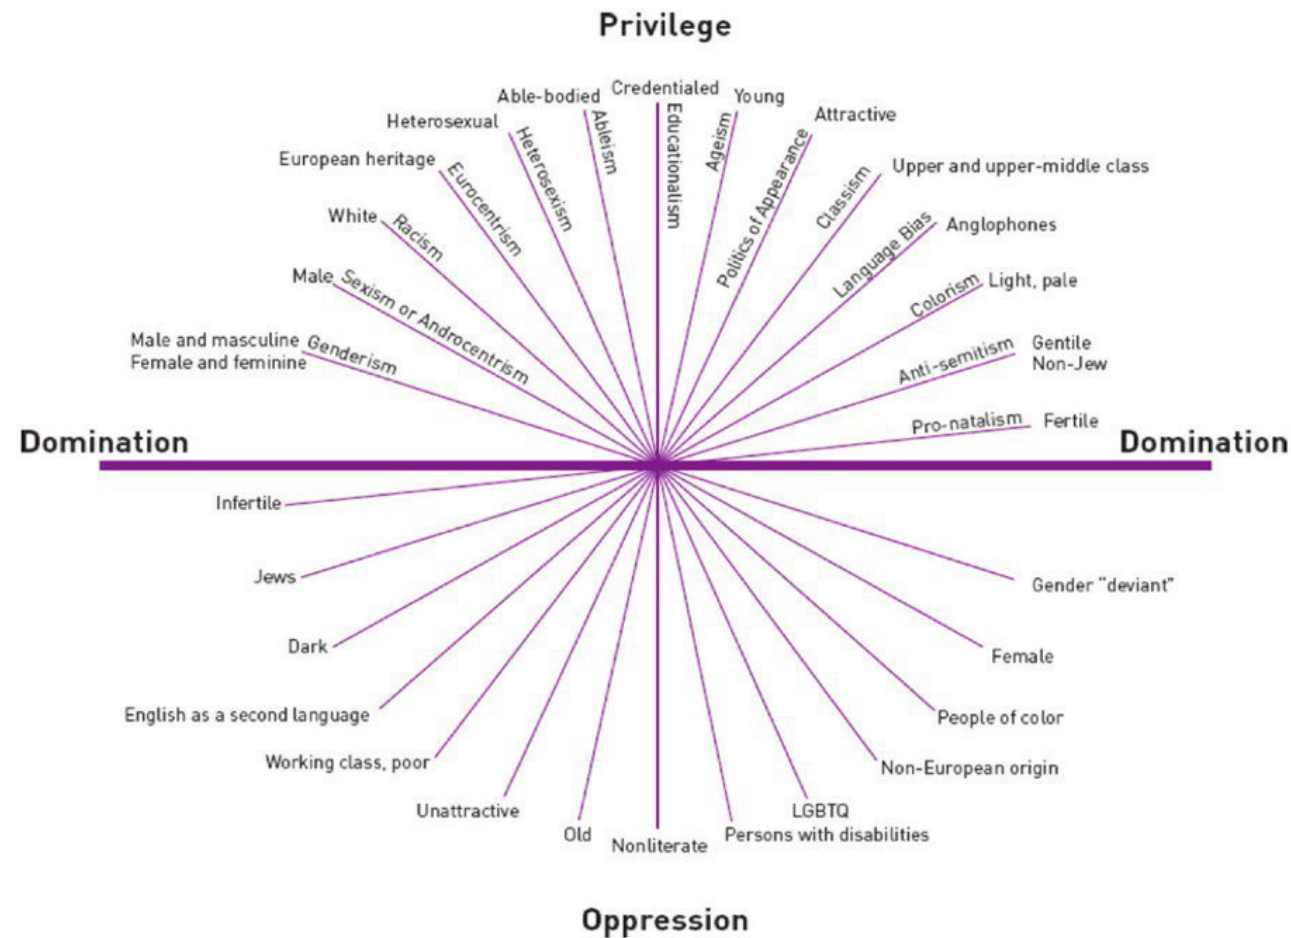 Privilege
Credentialed
Able-bodied
Young
Attractive
Heterosexual
European heritage
Upper and upper-middle class
White
Anglophones
Male
Light, pale
Male and masculine
Female and feminine
Gentile
Non-Jew
Fertile
Genderism
Sexism or Androcentrism
Racism
Eurocentrism
Heterosexism
Ableism
Educationalism
Ageism
Politics of Appearance
Classism
Language Bias
Colorism
Anti-semitism
Pro-natalism
Domination
Domination
Infertile
Jews
Gender "deviant"
Dark
Female
English as a second language
People of color
Working class, poor
Non-European origin
Unattractive
LGBTQ
Old
Persons with disabilities
Nonliterate
Oppression